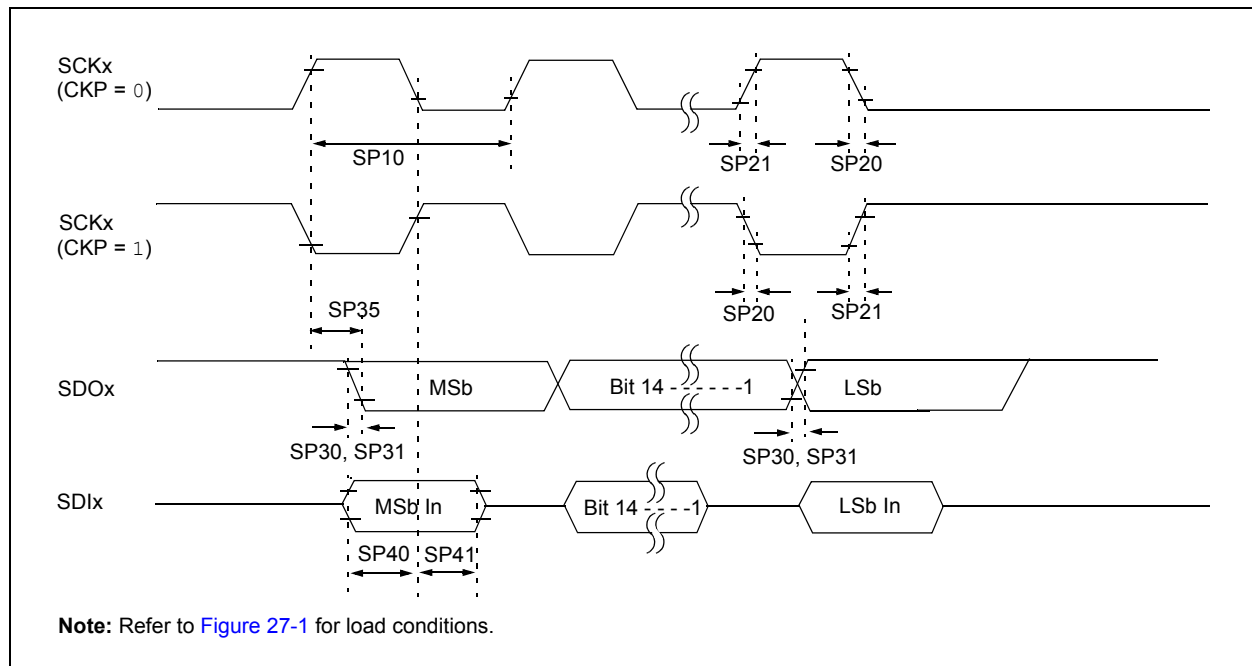 SCKx
(CKP = 0)
SP10
SP21
SP20
SCKx
(CKP = 1)
SP35
SP20
SP21
SDOx
MSb
Bit 14 - - - - - -1
LSb
SP30, SP31
SP30, SP31
SDIx
MSb In
Bit 14 - - - -1
LSb In
SP40
SP41
Note: Refer to Figure 27-1 for load conditions.